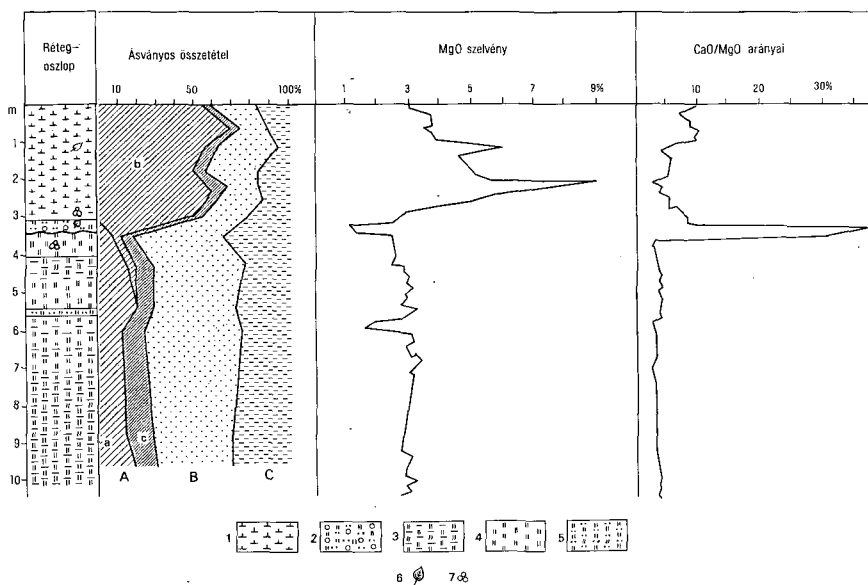 Réteg-
oszlop
Ásványos összetétel
MgO szelvény
CaO/MgO arányai
10 50 100%
1 3 5 7 9%
10 20 30%
m
1
2
3
4
5
6
7
8
9
10
b
a
c
A B C
1 2 3 4 5
6 7